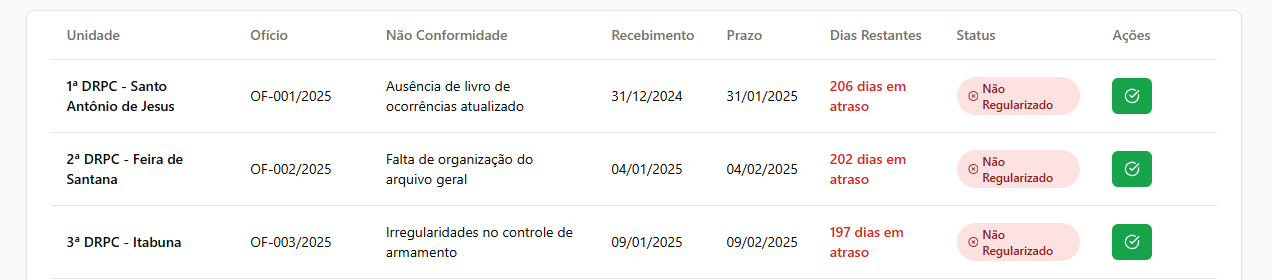 Unidade Ofício Não Conformidade Recebimento Prazo Dias Restantes Status Ações
1ª DRPC - Santo
Antônio de Jesus
OF-001/2025
Ausência de livro de
ocorrências atualizado
31/12/2024
31/01/2025
206 dias em
atraso
Não
Regularizado
2ª DRPC - Feira de
Santana
OF-002/2025
Falta de organização do
arquivo geral
04/01/2025
04/02/2025
202 dias em
atraso
Não
Regularizado
3ª DRPC - Itabuna
OF-003/2025
Irregularidades no controle de
armamento
09/01/2025
09/02/2025
197 dias em
atraso
Não
Regularizado